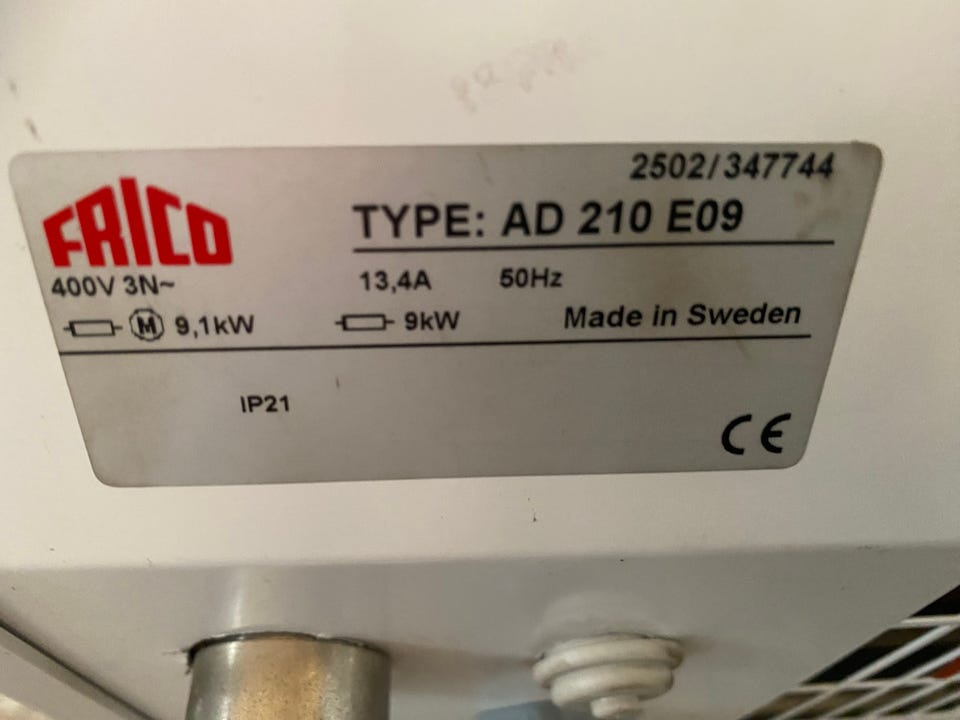 2502/347744
FRICO
TYPE: AD 210 E09
400V 3N~ 13,4A 50Hz
M 9,1kW 9kW Made in Sweden
IP21
CE